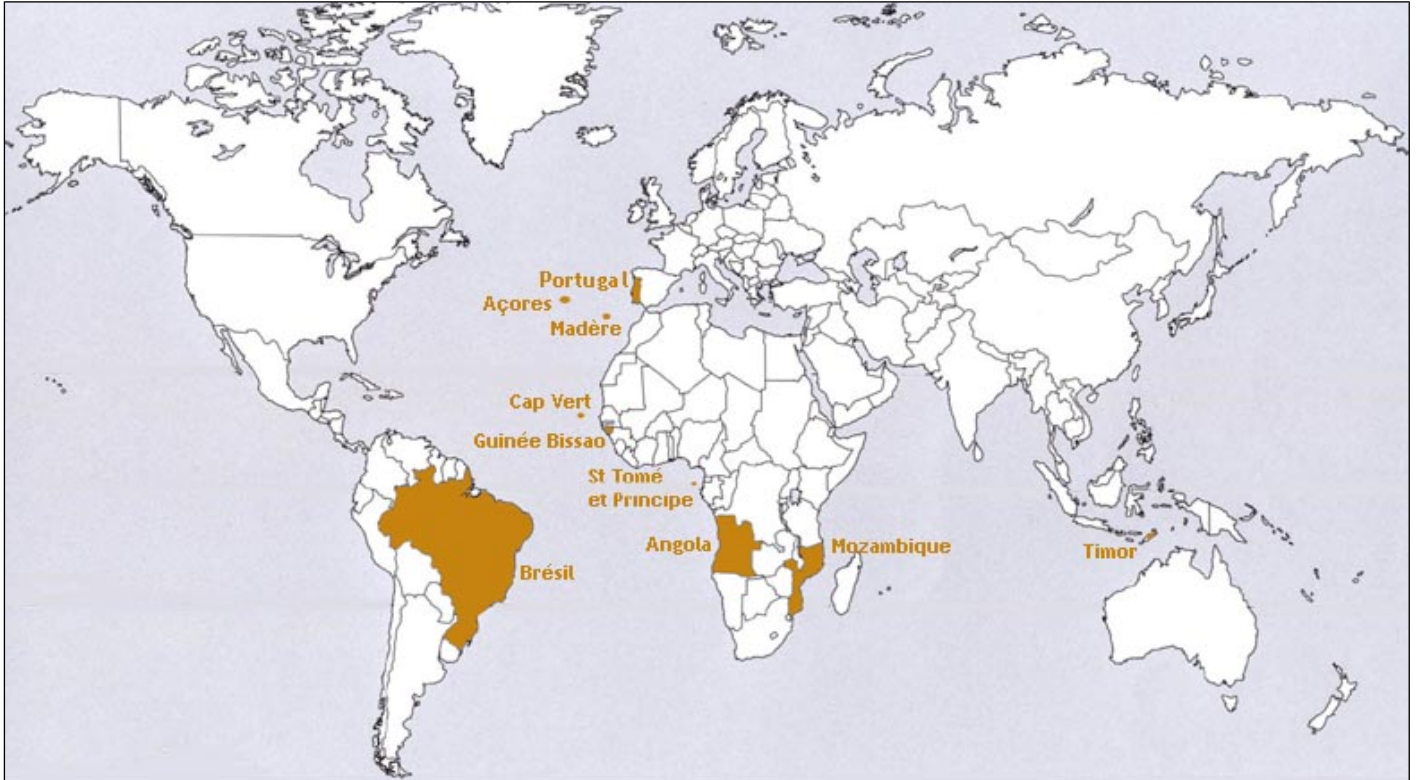 Portugal
Açores
Madère
Cap Vert
Guinée Bissao
St Tomé
et Principe
Angola
Mozambique
Timor
Brésil